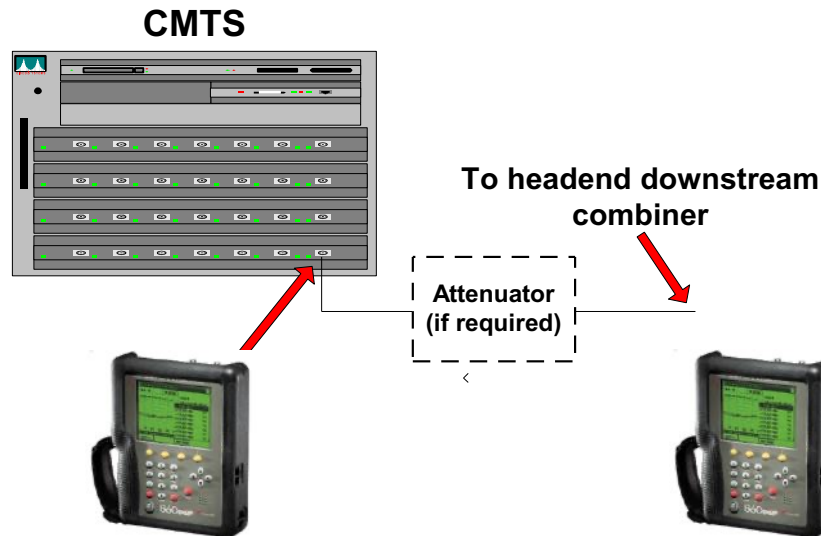 CMTS
To headend downstream
combiner
Attenuator
(if required)